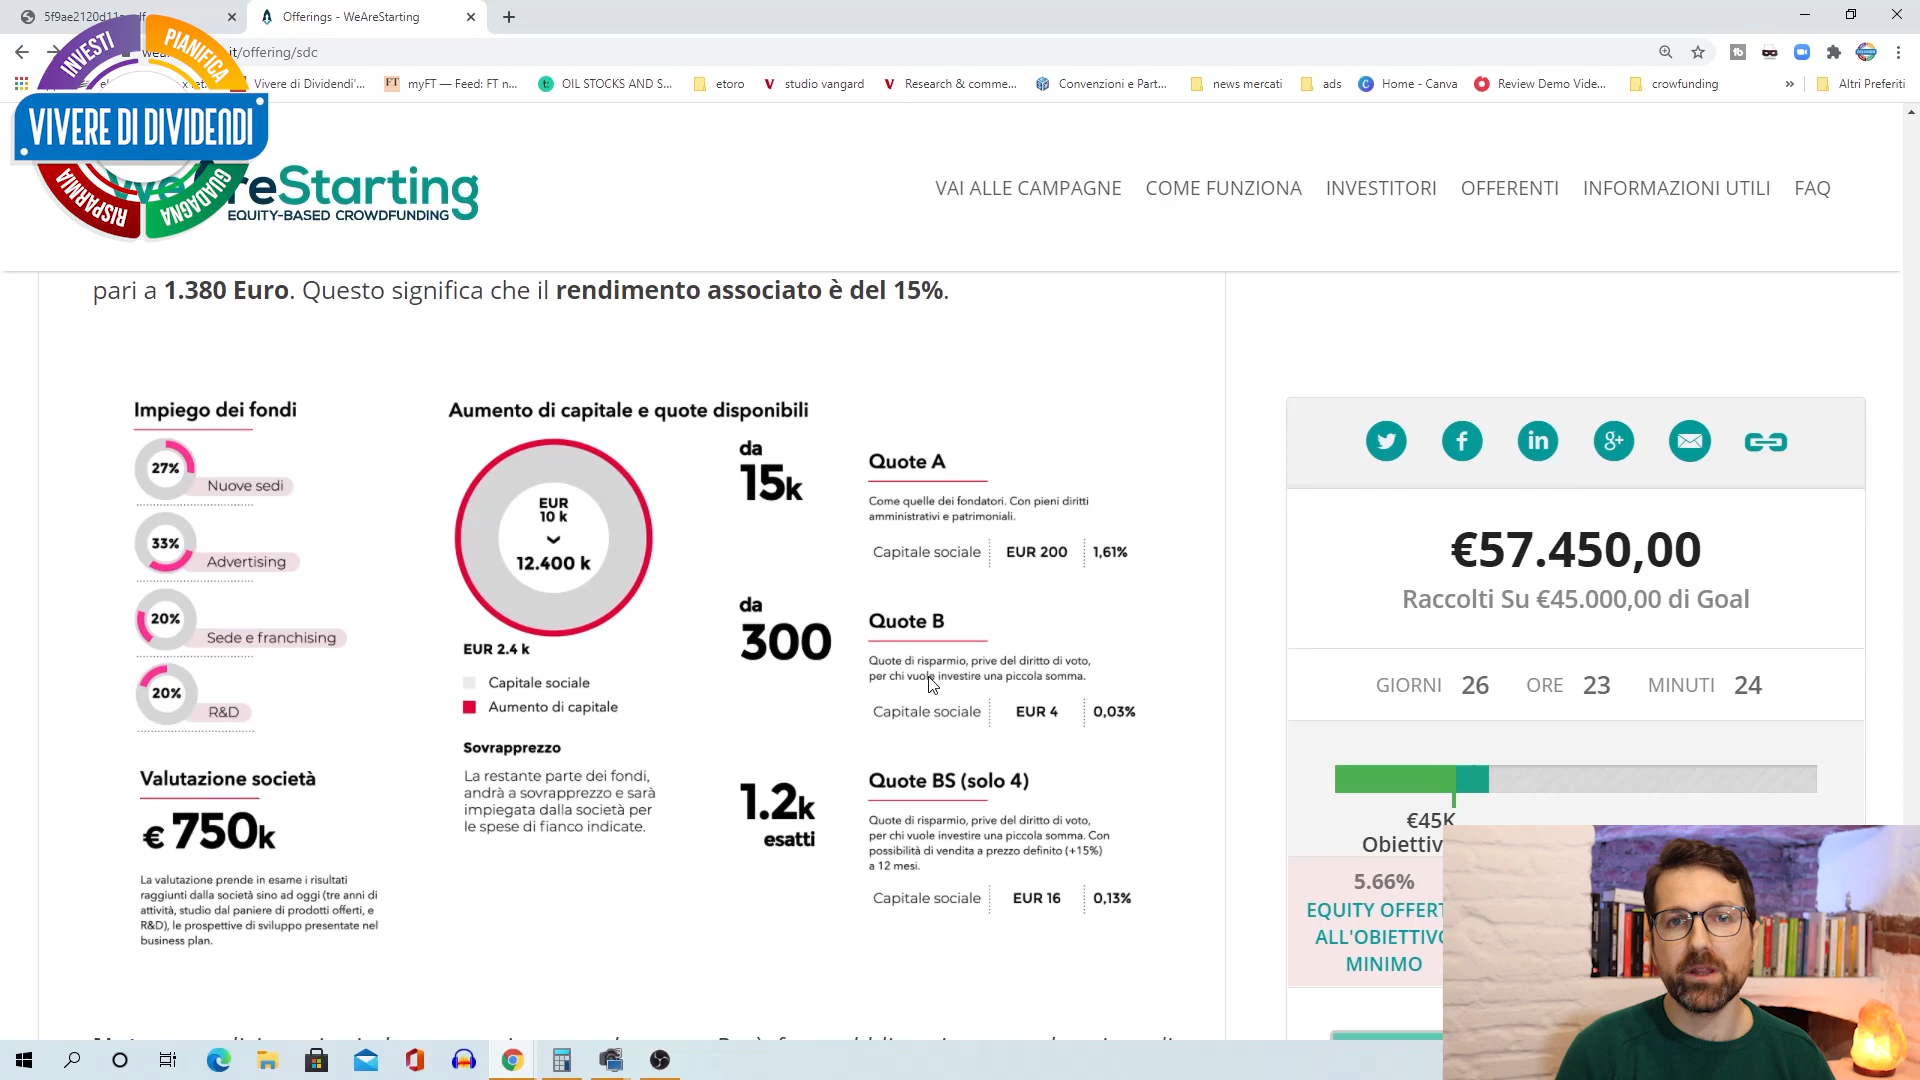 5f9ae2120d11
Offerings - WeAreStarting
it/offering/sdc
Vivere di Dividendi'...
myFT — Feed: FT n...
OIL STOCKS AND S...
etoro
studio vangard
Research & comme...
Convenzioni e Part...
news mercati
ads
Home - Canva
Review Demo Vide...
crowfunding
Altri Preferiti
INVESTI
PIANIFICA
VIVERE DI DIVIDENDI
RISPARMIA
GUADAGNA
WeAreStarting
EQUITY-BASED CROWDFUNDING
VAI ALLE CAMPAGNE
COME FUNZIONA
INVESTITORI
OFFERENTI
INFORMAZIONI UTILI
FAQ
pari a 1.380 Euro. Questo significa che il rendimento associato è del 15%.
Impiego dei fondi
27%
Nuove sedi
33%
Advertising
20%
Sede e franchising
20%
R&D
Valutazione società
€ 750k
La valutazione prende in esame i risultati
raggiunti dalla società sino ad oggi (tre anni di
attività, studio dal paniere di prodotti offerti, e
R&D), le prospettive di sviluppo presentate nel
business plan.
Aumento di capitale e quote disponibili
EUR
10 k
12.400 k
EUR 2.4 k
Capitale sociale
Aumento di capitale
Sovrapprezzo
La restante parte dei fondi,
andrà a sovrapprezzo e sarà
impiegata dalla società per
le spese di fianco indicate.
da
15k
Quote A
Come quelle dei fondatori. Con pieni diritti
amministrativi e patrimoniali.
Capitale sociale EUR 200 1,61%
da
300
Quote B
Quote di risparmio, prive del diritto di voto,
per chi vuole investire una piccola somma.
Capitale sociale EUR 4 0,03%
1.2k
esatti
Quote BS (solo 4)
Quote di risparmio, prive del diritto di voto,
per chi vuole investire una piccola somma. Con
possibilità di vendita a prezzo definito (+15%)
a 12 mesi.
Capitale sociale EUR 16 0,13%
€57.450,00
Raccolti Su €45.000,00 di Goal
GIORNI 26 ORE 23 MINUTI 24
€45K
Obiettiv
5.66%
EQUITY OFFERT
ALL'OBIETTIVO
MINIMO